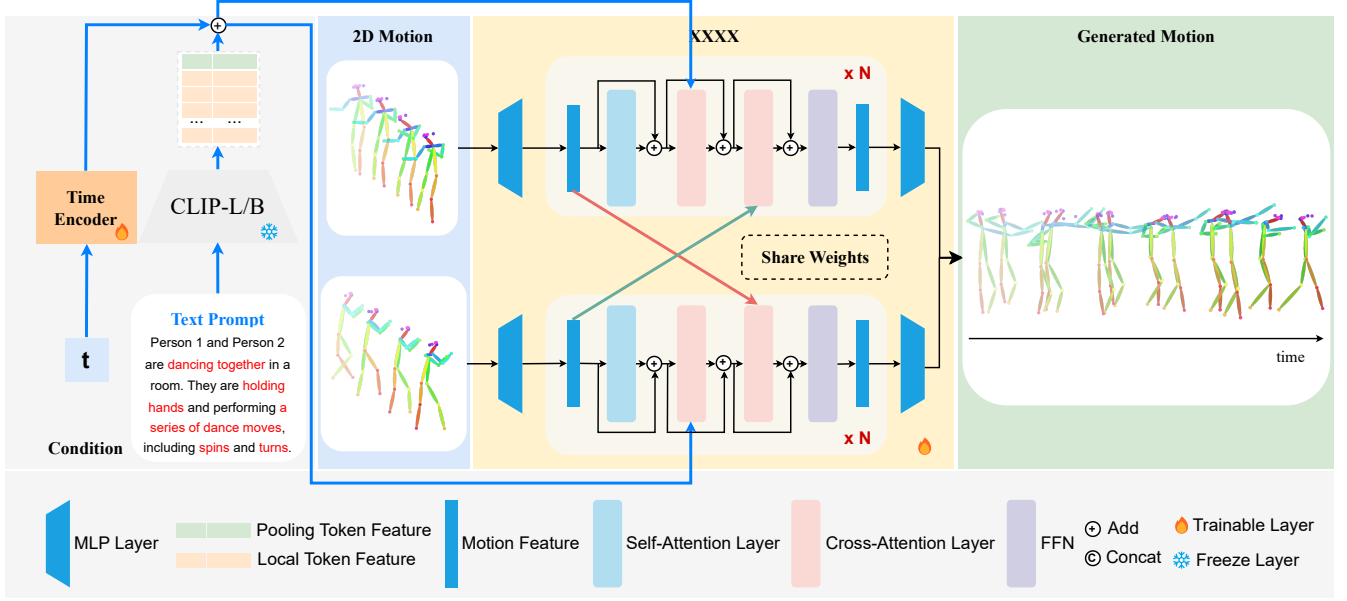 2D Motion
XXXX
Generated Motion
x N
...
...
Time
Encoder
CLIP-L/B
Share Weights
Text Prompt
Person 1 and Person 2
are dancing together in a
room. They are holding
hands and performing a
series of dance moves,
including spins and turns.
t
time
Condition
x N
MLP Layer
Pooling Token Feature
Local Token Feature
Motion Feature
Self-Attention Layer
Cross-Attention Layer
FFN
Add
C Concat
Trainable Layer
Freeze Layer